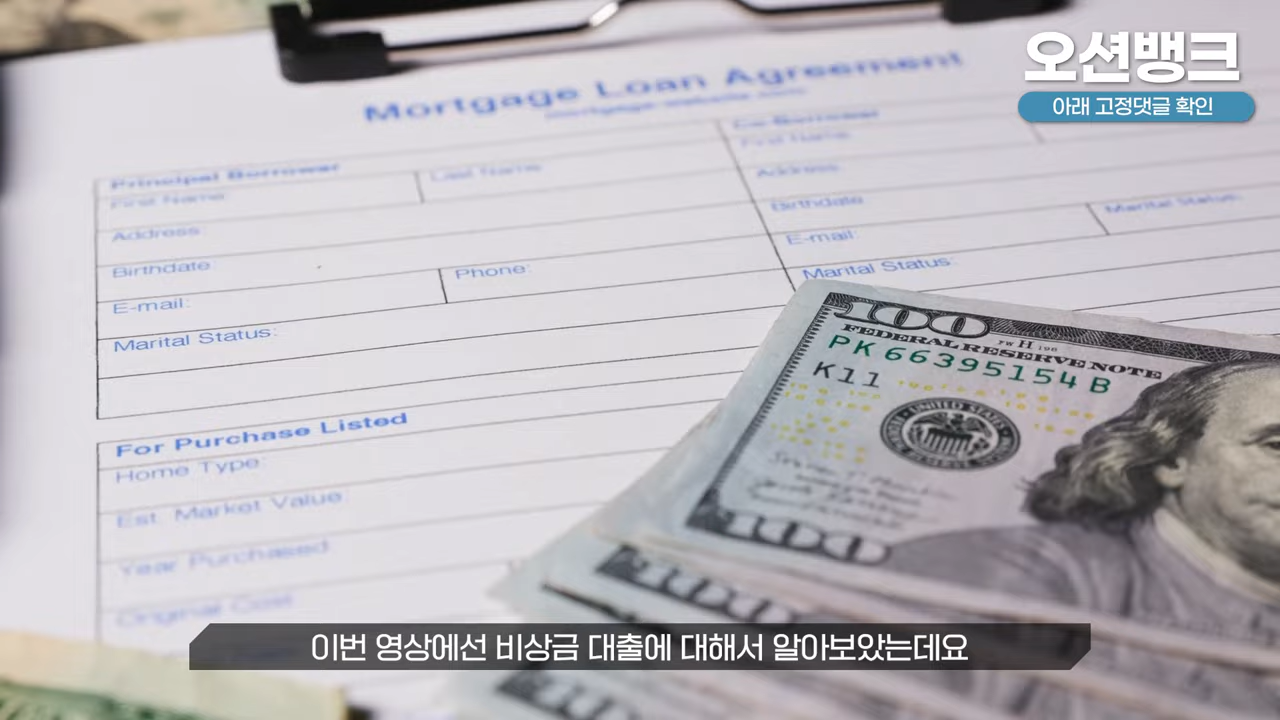 오션뱅크
아래 고정댓글 확인
Mortgage Loan Agreement
Principal Borrower
Co-Borrower
First Name:
Last Name:
First Name:
Address:
Address:
Birthdate:
Birthdate:
Marital Status:
E-mail:
Phone:
E-mail:
Marital Status:
Marital Status:
For Purchase Listed
Home Type:
Est. Market Value
Year Purchased
Original Cost
100
FEDERAL RESERVE NOTE
PK 66395154 B
K11
UNITED STATES
100
100
이번 영상에선 비상금 대출에 대해서 알아보았는데요